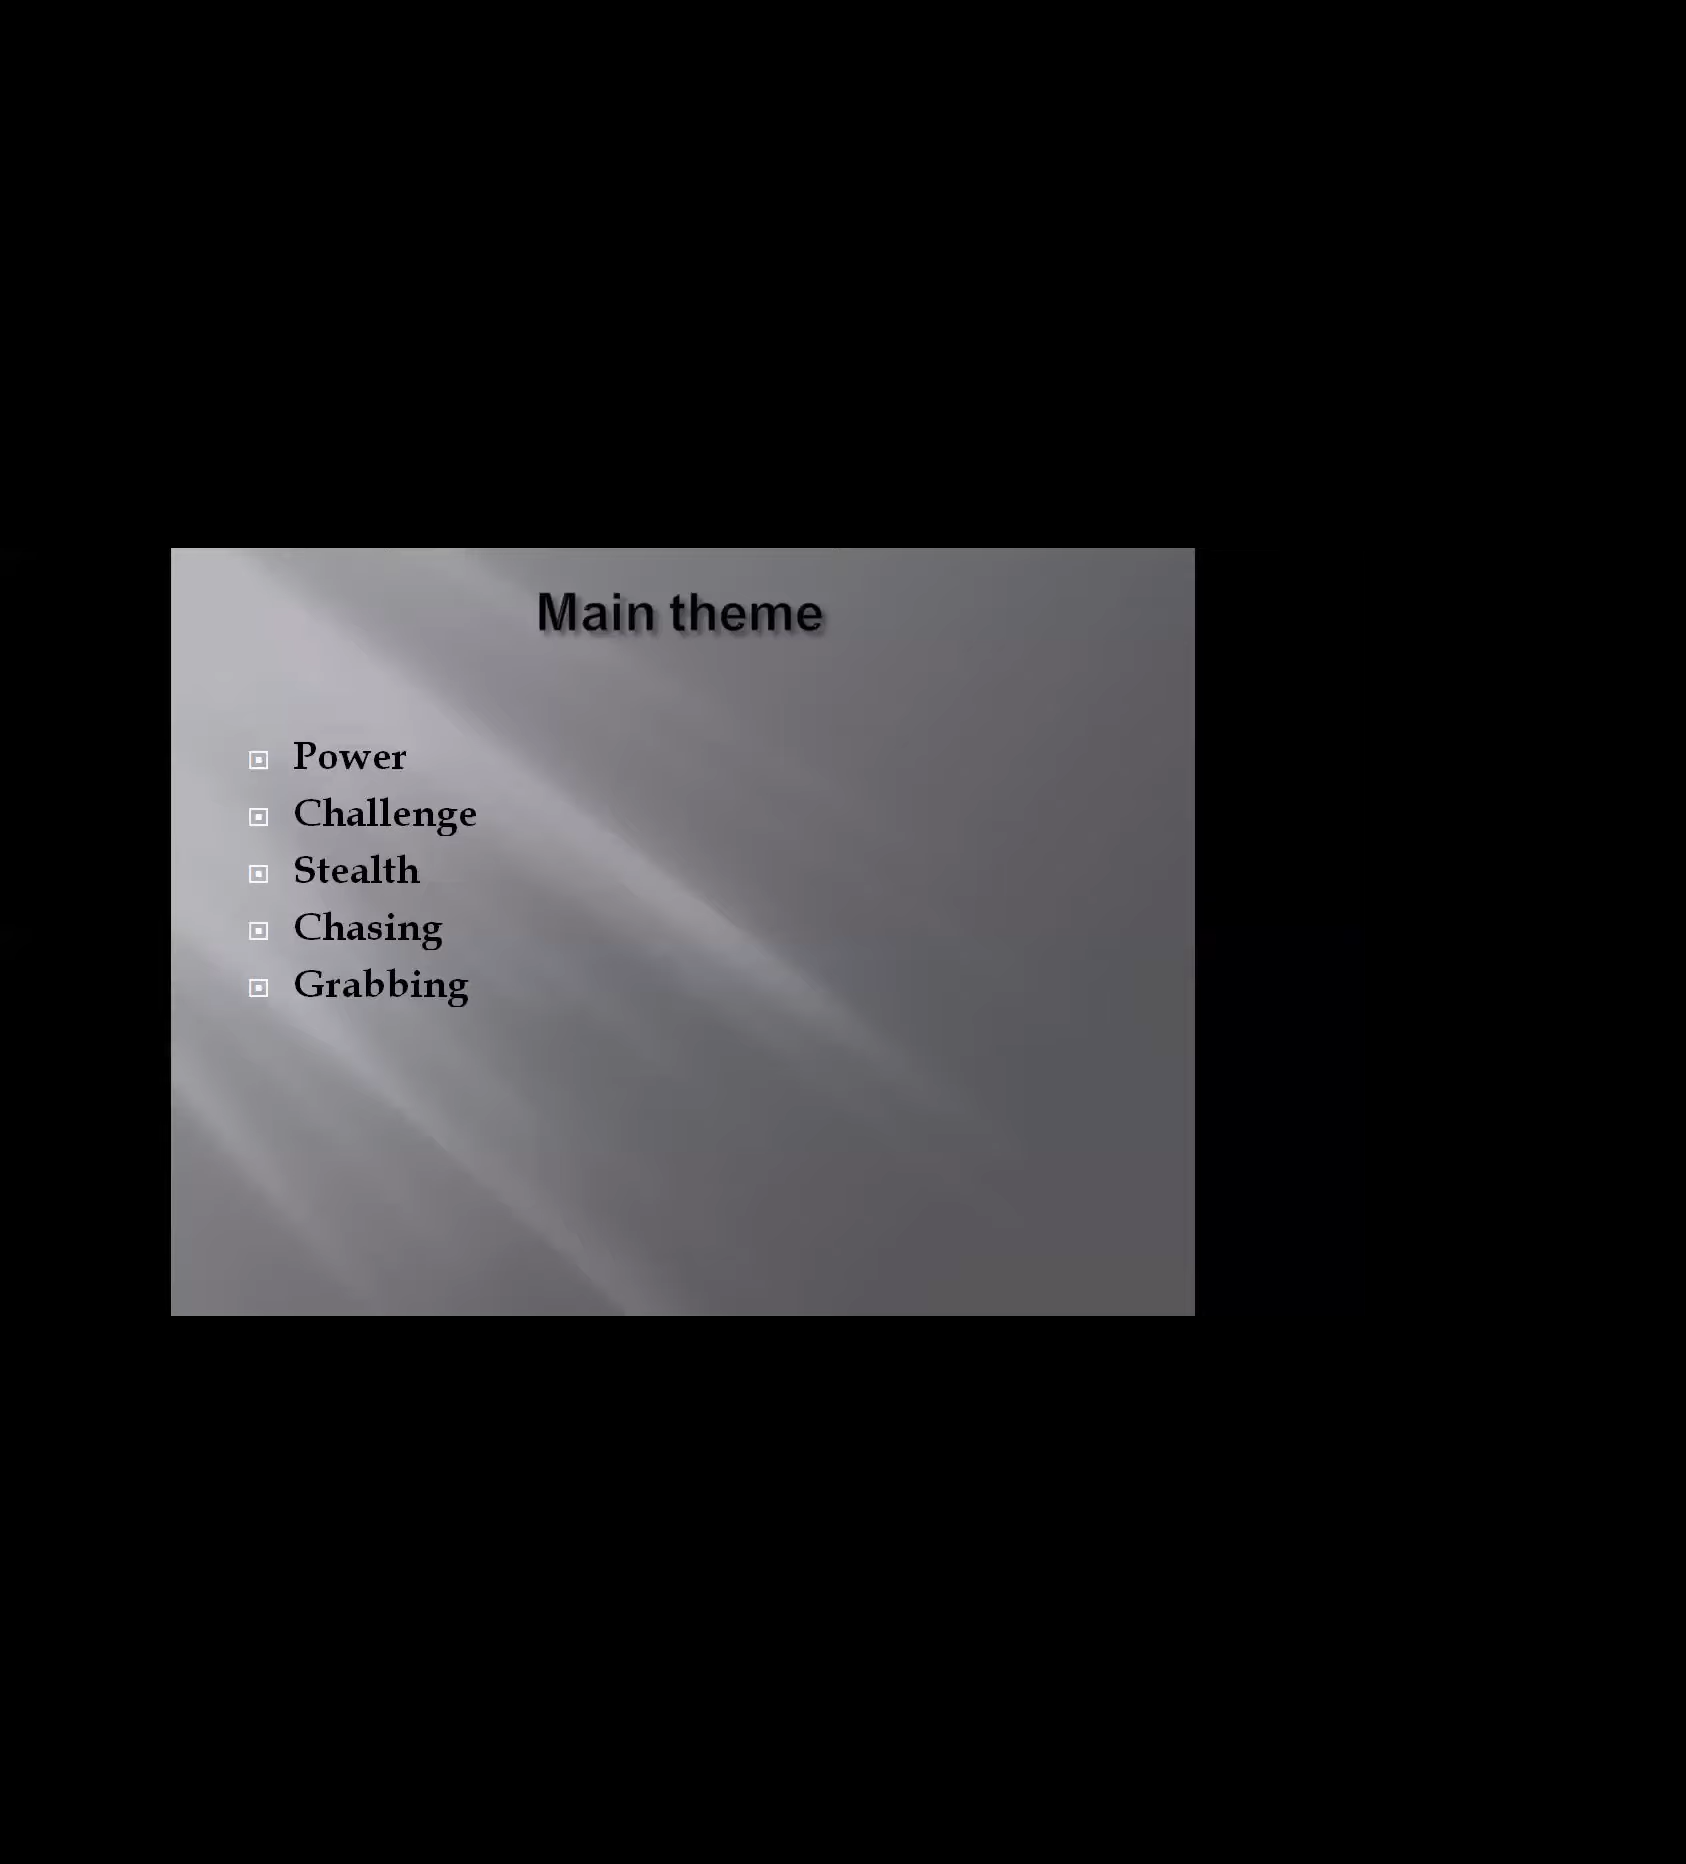 Main theme
Power
Challenge
Stealth
Chasing
Grabbing